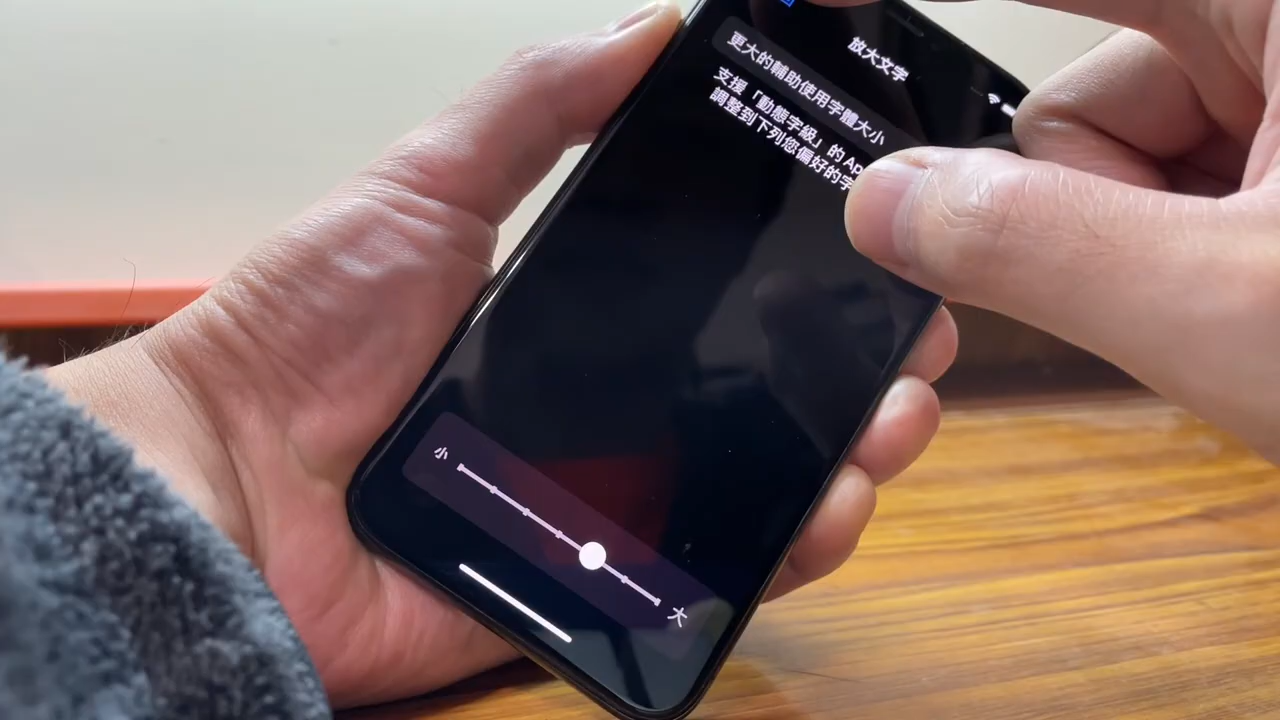 放大文字
更大的輔助使用字體大小
支援「動態字級」的 Ap
調整到下列您偏好的字
小
大